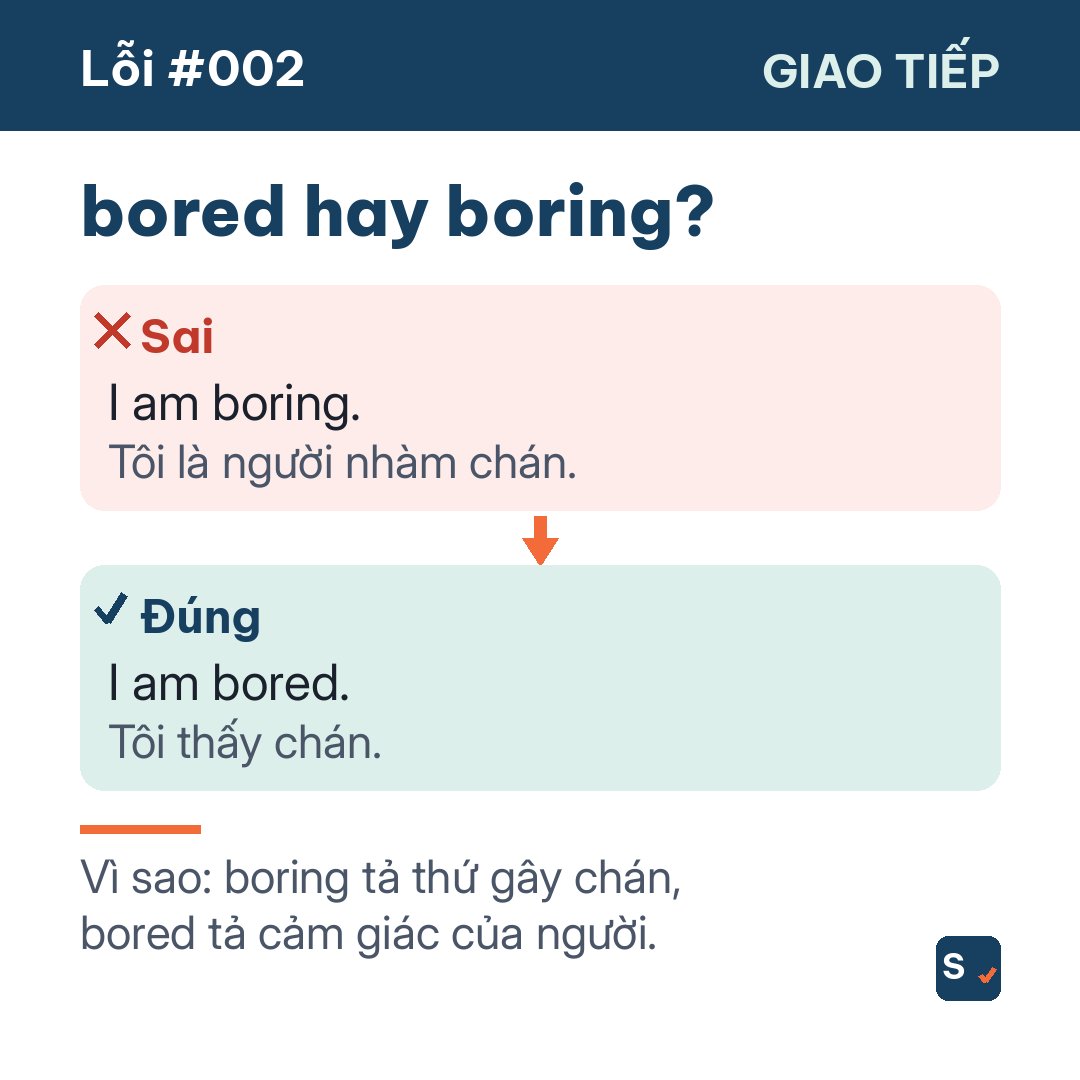 Lỗi #002
GIAO TIẾP
bored hay boring?
Sai
I am boring.
Tôi là người nhàm chán.
Đúng
I am bored.
Tôi thấy chán.
Vì sao: boring tả thứ gây chán,
bored tả cảm giác của người.
S